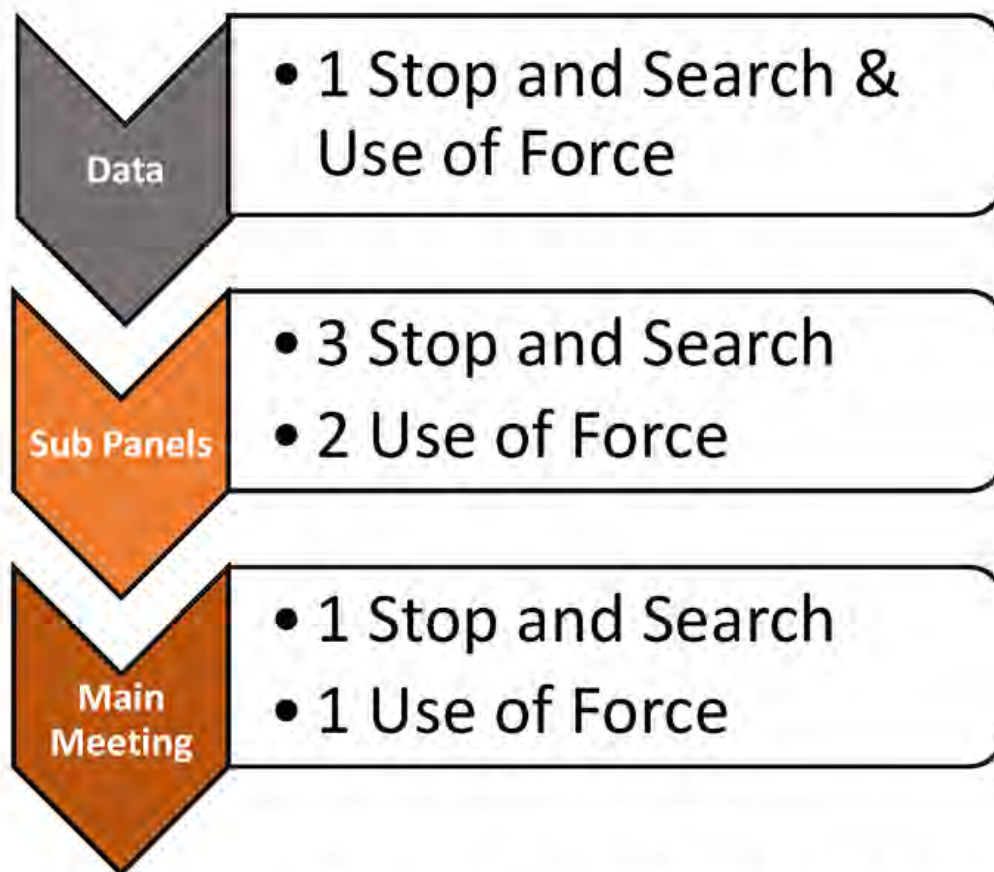 Data
• 1 Stop and Search &
Use of Force
Sub Panels
• 3 Stop and Search
• 2 Use of Force
Main
Meeting
• 1 Stop and Search
• 1 Use of Force